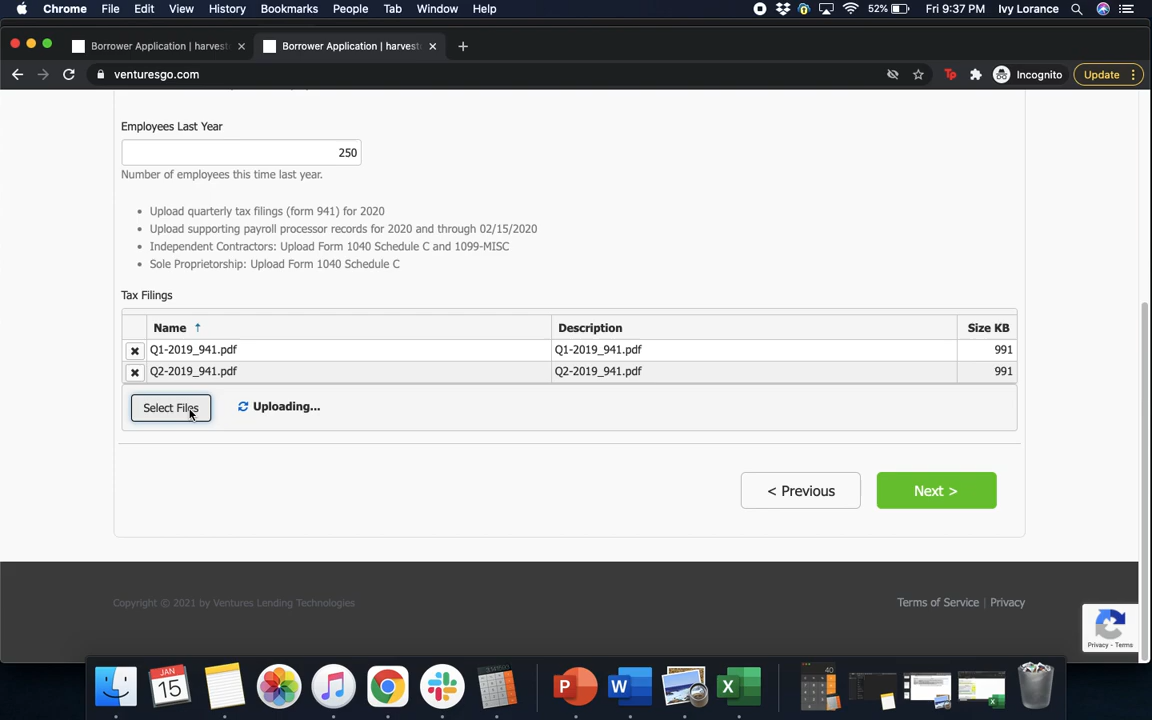 Chrome File Edit View History Bookmarks People Tab Window Help 52% Fri 9:37 PM Ivy Lorance
Borrower Application | harvest Borrower Application | harvest
venturesgo.com Incognito Update
Employees Last Year
250
Number of employees this time last year.
• Upload quarterly tax filings (form 941) for 2020
• Upload supporting payroll processor records for 2020 and through 02/15/2020
• Independent Contractors: Upload Form 1040 Schedule C and 1099-MISC
• Sole Proprietorship: Upload Form 1040 Schedule C
Tax Filings
Name ↑ Description Size KB
Q1-2019_941.pdf Q1-2019_941.pdf 991
Q2-2019_941.pdf Q2-2019_941.pdf 991
Select Files Uploading...
< Previous Next >
Copyright © 2021 by Ventures Lending Technologies Terms of Service | Privacy
Privacy - Terms
JAN
15
40
P W X